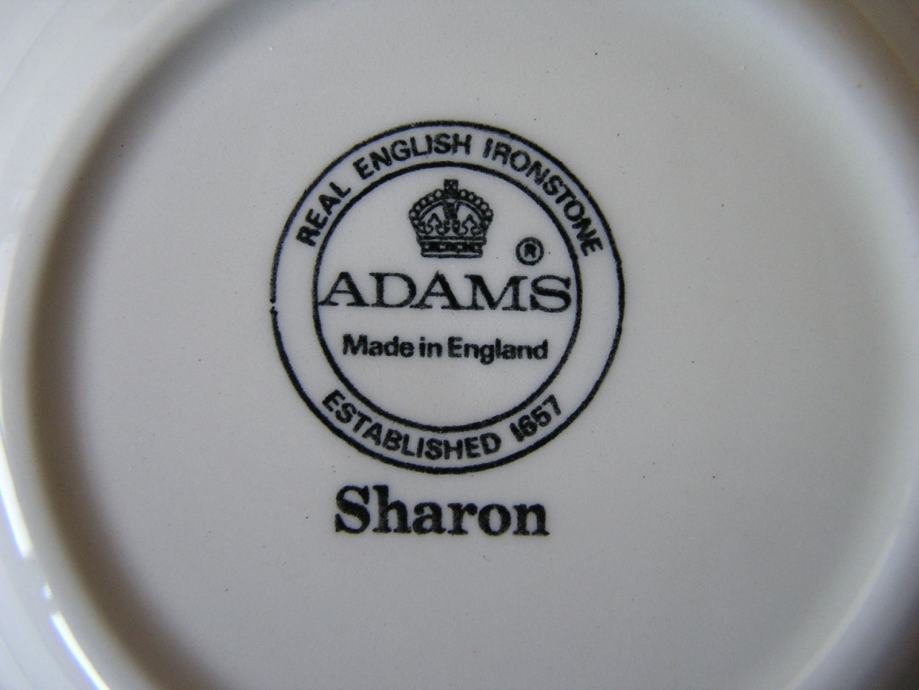 REAL ENGLISH IRONSTONE
®
ADAMS
Made in England
ESTABLISHED 1657
Sharon